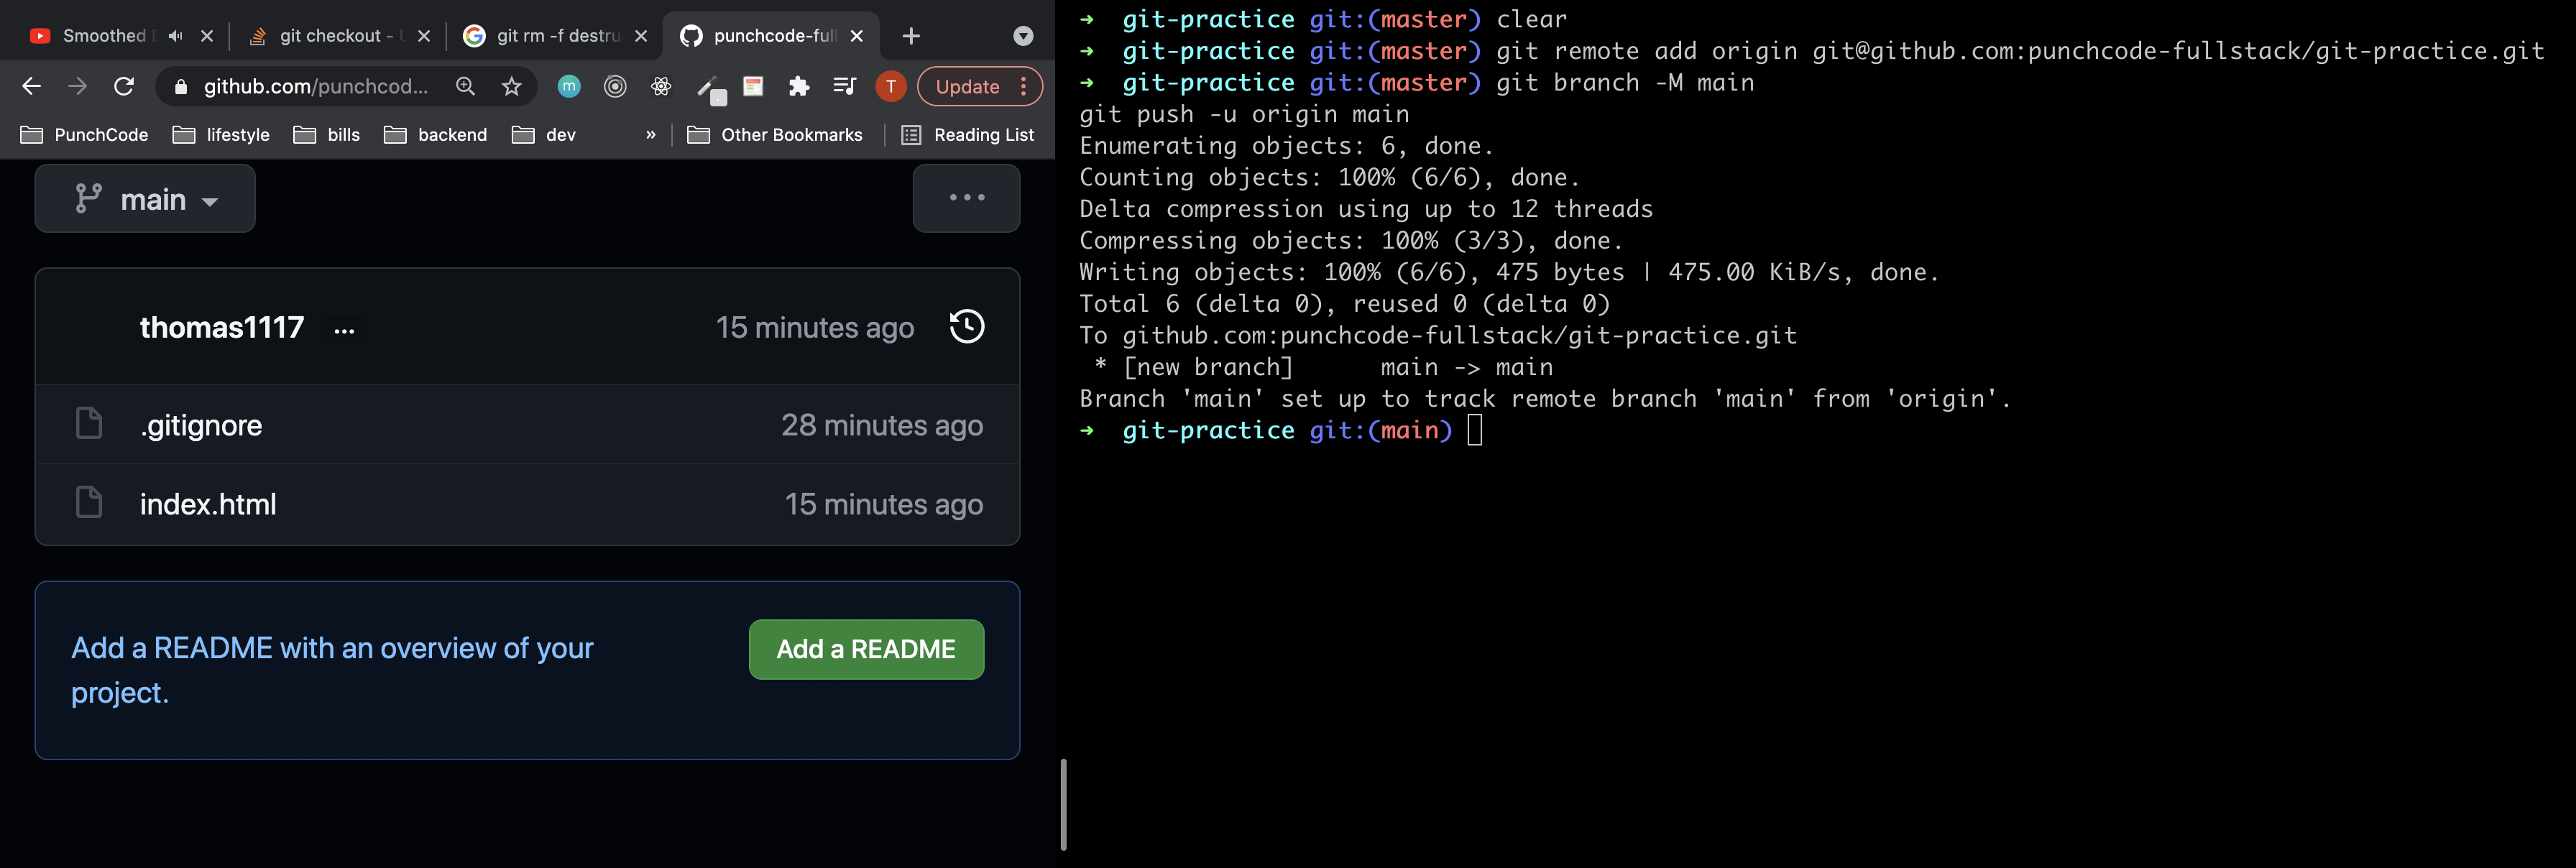 Smoothed
git checkout -
git rm -f destru
punchcode-full
github.com/punchcod...
m
T
Update
PunchCode
lifestyle
bills
backend
dev
»
Other Bookmarks
Reading List
main
...
thomas1117 ...
15 minutes ago
.gitignore
28 minutes ago
index.html
15 minutes ago
Add a README with an overview of your
project.
Add a README
➜ git-practice git:(master) clear
➜ git-practice git:(master) git remote add origin git@github.com:punchcode-fullstack/git-practice.git
➜ git-practice git:(master) git branch -M main
git push -u origin main
Enumerating objects: 6, done.
Counting objects: 100% (6/6), done.
Delta compression using up to 12 threads
Compressing objects: 100% (3/3), done.
Writing objects: 100% (6/6), 475 bytes | 475.00 KiB/s, done.
Total 6 (delta 0), reused 0 (delta 0)
To github.com:punchcode-fullstack/git-practice.git
* [new branch] main -> main
Branch 'main' set up to track remote branch 'main' from 'origin'.
➜ git-practice git:(main)